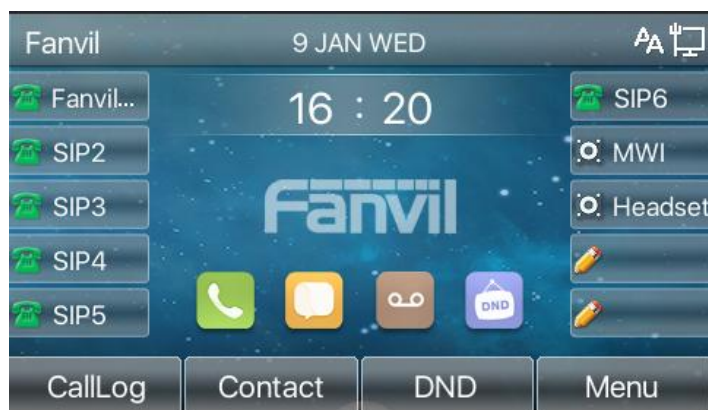 Fanvil
9 JAN WED
AA
Fanvil...
SIP2
SIP3
SIP4
SIP5
16 : 20
Fanvil
DND
SIP6
MWI
Headset
CallLog
Contact
DND
Menu